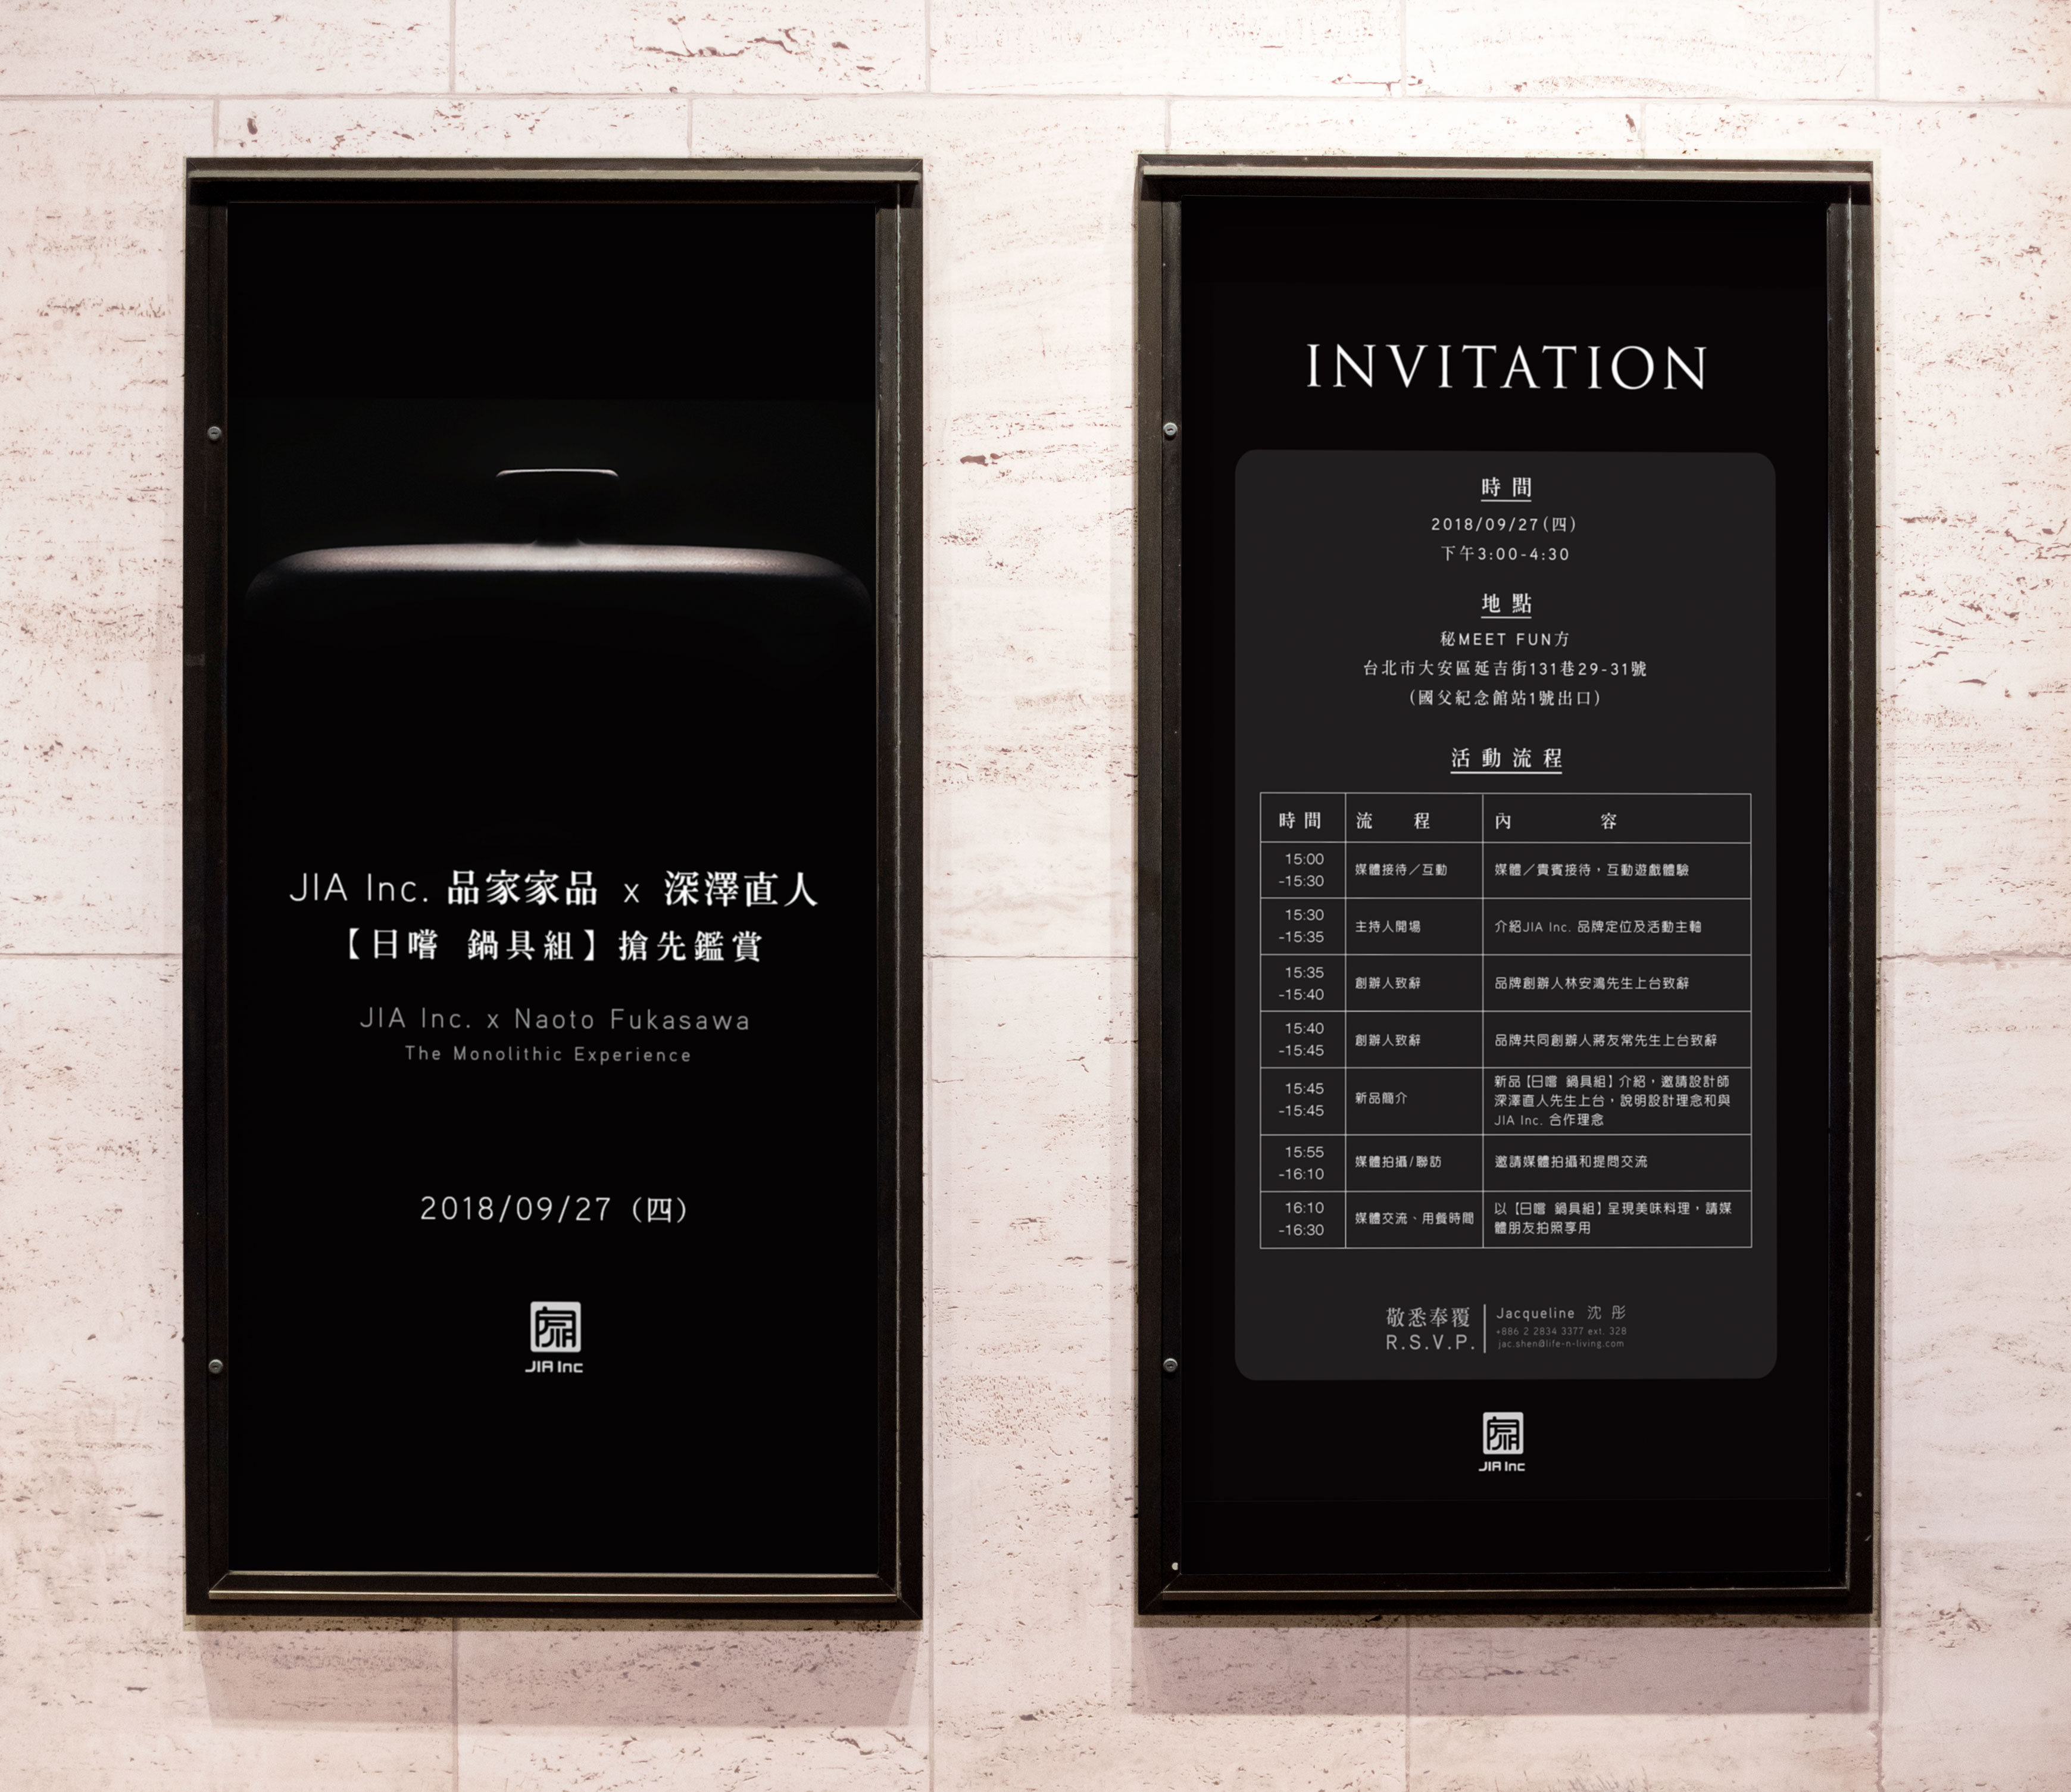 JIA Inc. 品家家品 x 深澤直人
【日嚐 鍋具組】搶先鑑賞
JIA Inc. x Naoto Fukasawa
The Monolithic Experience
2018/09/27 (四)
JIA Inc
INVITATION
時間
2018/09/27(四)
下午3:00-4:30
地點
秘MEET FUN方
台北市大安區延吉街131巷29-31號
(國父紀念館站1號出口)
活動流程
時間 流程 內容
15:00
-15:30
媒體接待／互動
媒體／貴賓接待，互動遊戲體驗
15:30
-15:35
主持人開場
介紹JIA Inc. 品牌定位及活動主軸
15:35
-15:40
創辦人致辭
品牌創辦人林安鴻先生上台致辭
15:40
-15:45
創辦人致辭
品牌共同創辦人蔣友常先生上台致辭
15:45
-15:45
新品簡介
新品【日嚐 鍋具組】介紹，邀請設計師
深澤直人先生上台，說明設計理念和與
JIA Inc. 合作理念
15:55
-16:10
媒體拍攝/聯訪
邀請媒體拍攝和提問交流
16:10
-16:30
媒體交流、用餐時間
以【日嚐 鍋具組】呈現美味料理，請媒
體朋友拍照享用
敬悉奉覆
R.S.V.P.
Jacqueline 沈 彤
+886 2 2834 3377 ext. 328
jac.shen@life-n-living.com
JIA Inc